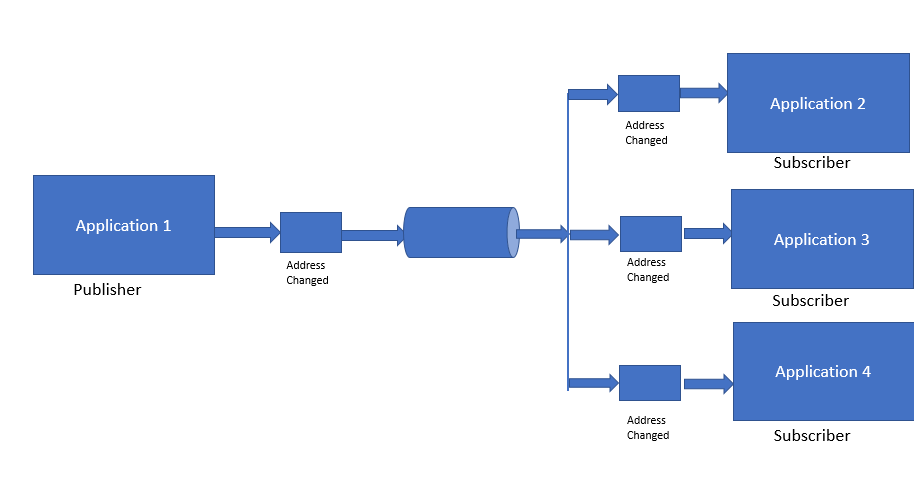 Application 1
Publisher
Address
Changed
Address
Changed
Application 2
Subscriber
Address
Changed
Application 3
Subscriber
Address
Changed
Application 4
Subscriber